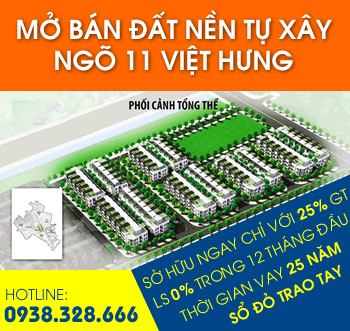 MỞ BÁN ĐẤT NỀN TỰ XÂY
NGÕ 11 VIỆT HƯNG
PHỐI CẢNH TỔNG THỂ
SỞ HỮU NGAY CHỈ VỚI 25% GT
LS 0% TRONG 12 THÁNG ĐẦU
THỜI GIAN VAY 25 NĂM
SỔ ĐỎ TRAO TAY
HOTLINE:
0938.328.666